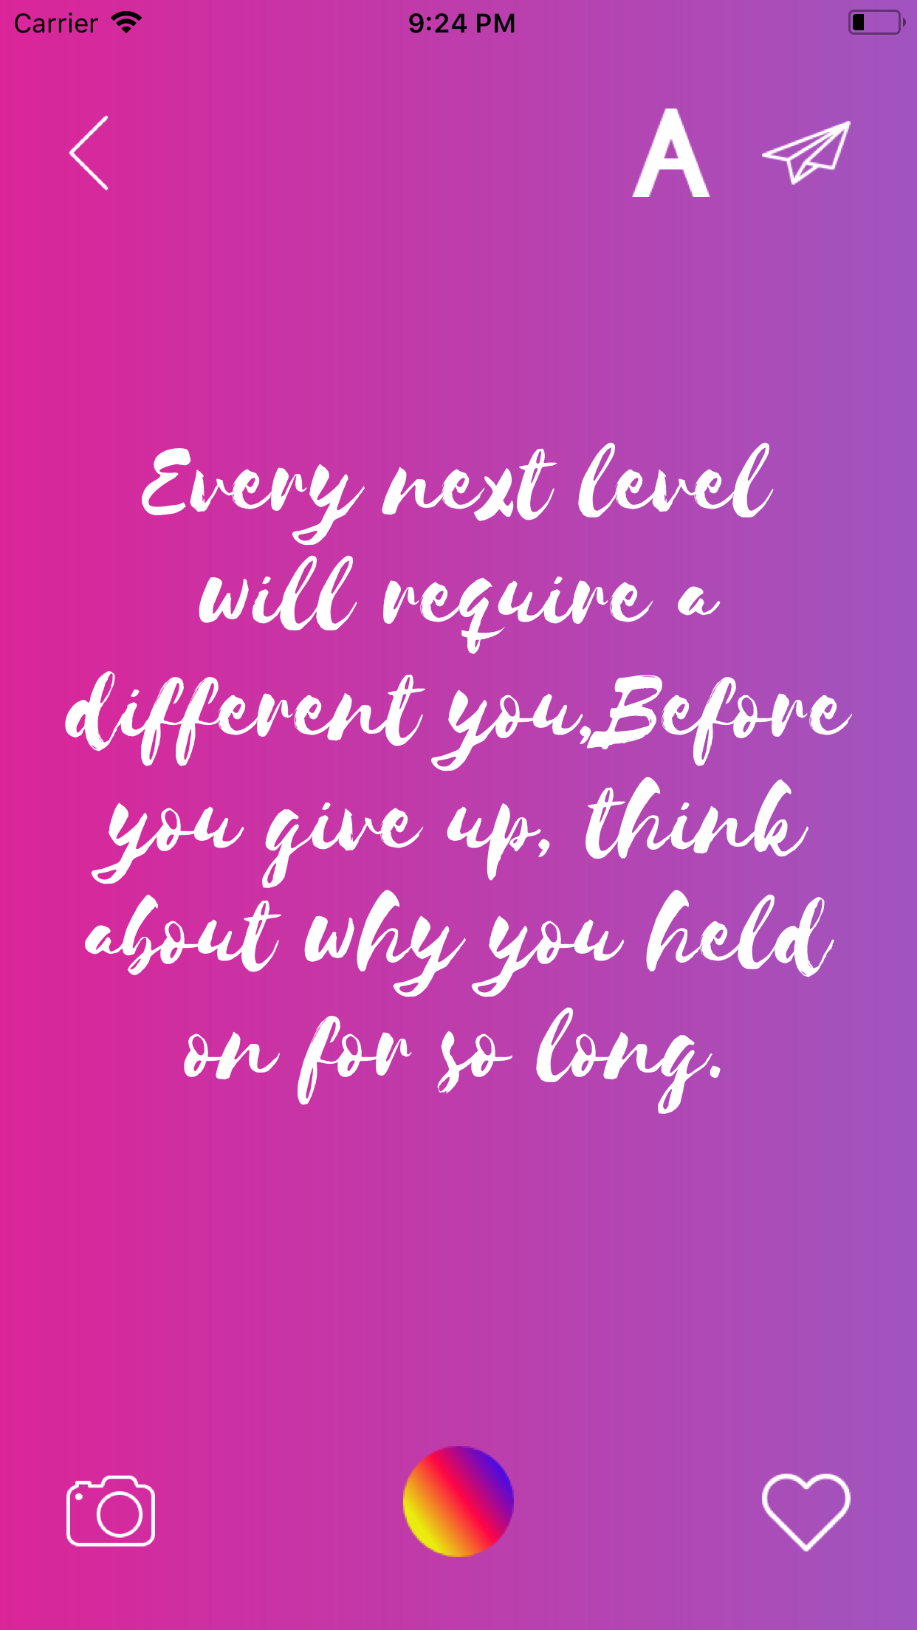 Carrier 9:24 PM
A
Every next level
will require a
different you,Before
you give up, think
about why you held
on for so long.